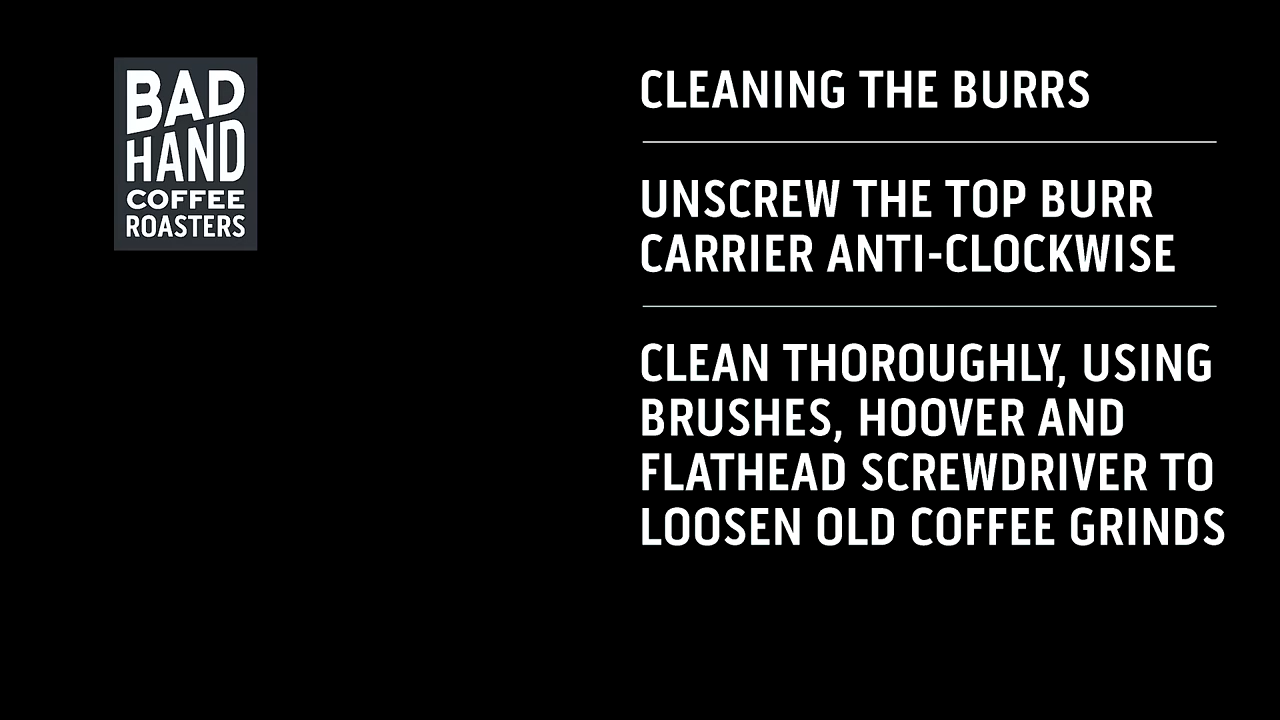 BAD
HAND
COFFEE
ROASTERS
CLEANING THE BURRS
UNSCREW THE TOP BURR
CARRIER ANTI-CLOCKWISE
CLEAN THOROUGHLY, USING
BRUSHES, HOOVER AND
FLATHEAD SCREWDRIVER TO
LOOSEN OLD COFFEE GRINDS